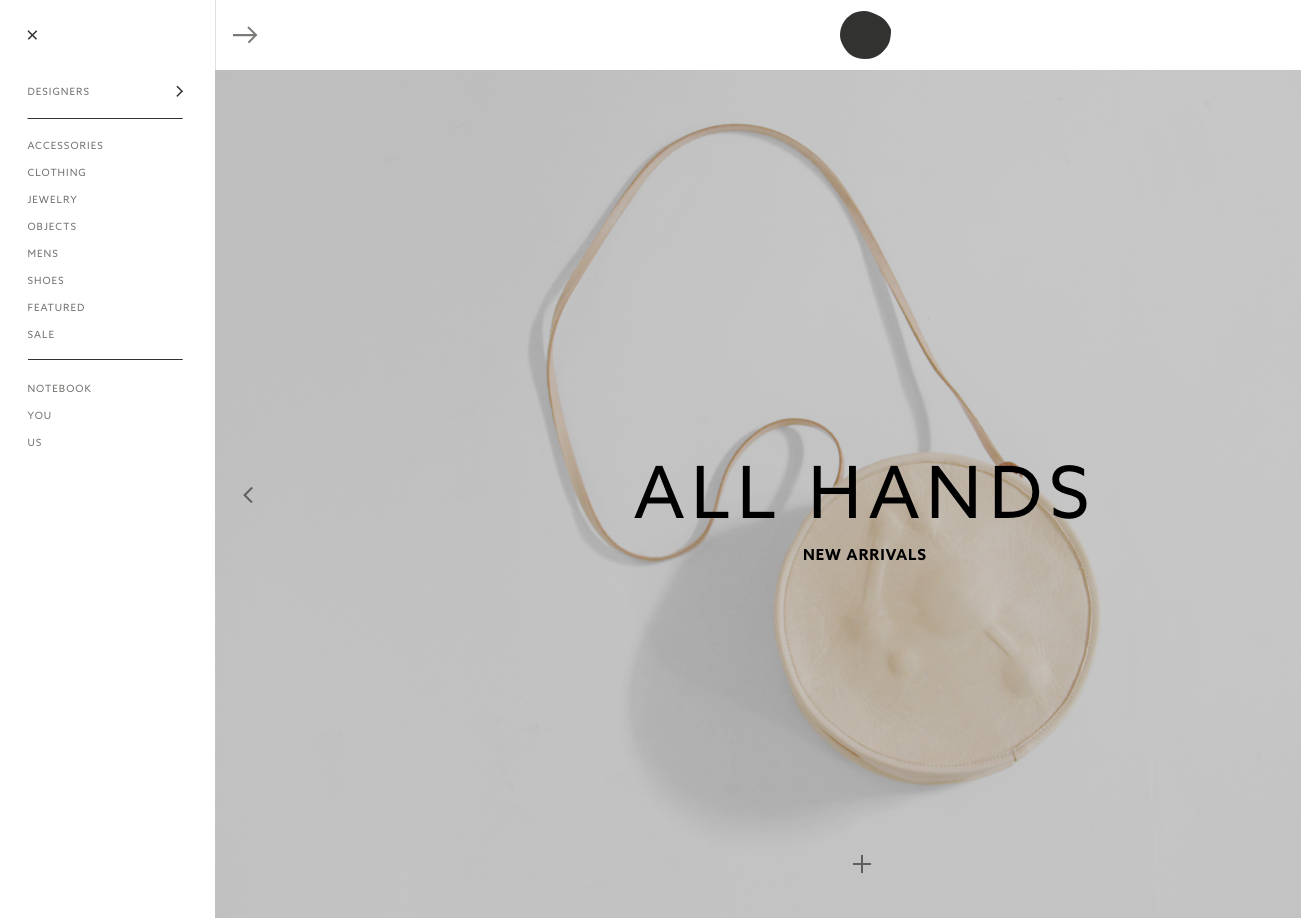 DESIGNERS
ACCESSORIES
CLOTHING
JEWELRY
OBJECTS
MENS
SHOES
FEATURED
SALE
NOTEBOOK
YOU
US
ALL HANDS
NEW ARRIVALS